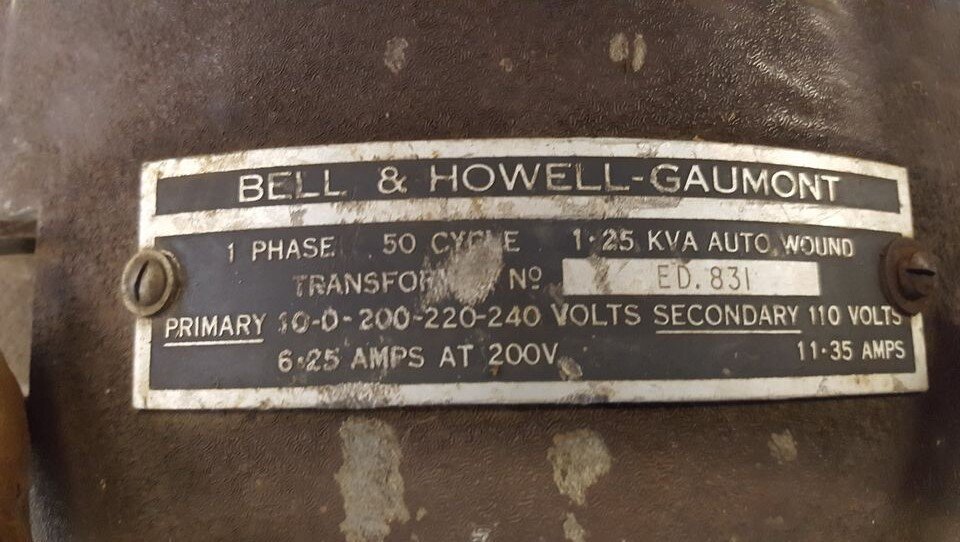 BELL & HOWELL-GAUMONT
1 PHASE 50 CYCLE 1·25 KVA AUTO WOUND
TRANSFORMER Nº ED. 831
PRIMARY 10-0-200-220-240 VOLTS SECONDARY 110 VOLTS
6·25 AMPS AT 200V 11·35 AMPS